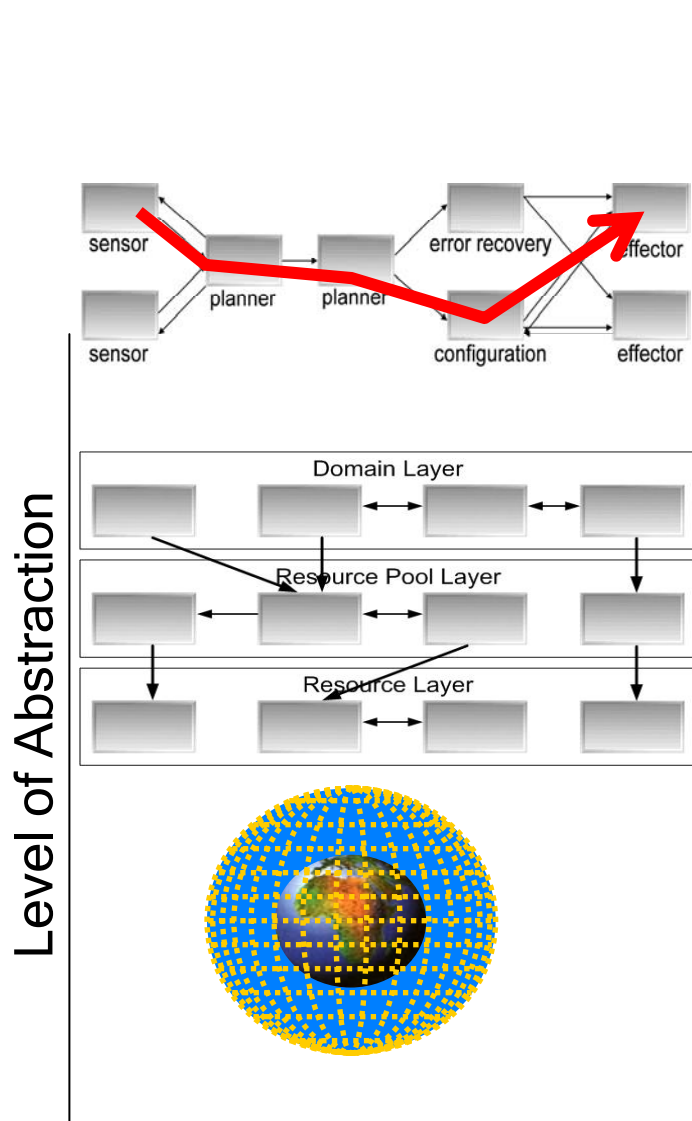 sensor
error recovery
effector
planner
planner
sensor
configuration
effector
Domain Layer
Resource Pool Layer
Resource Layer
Level of Abstraction